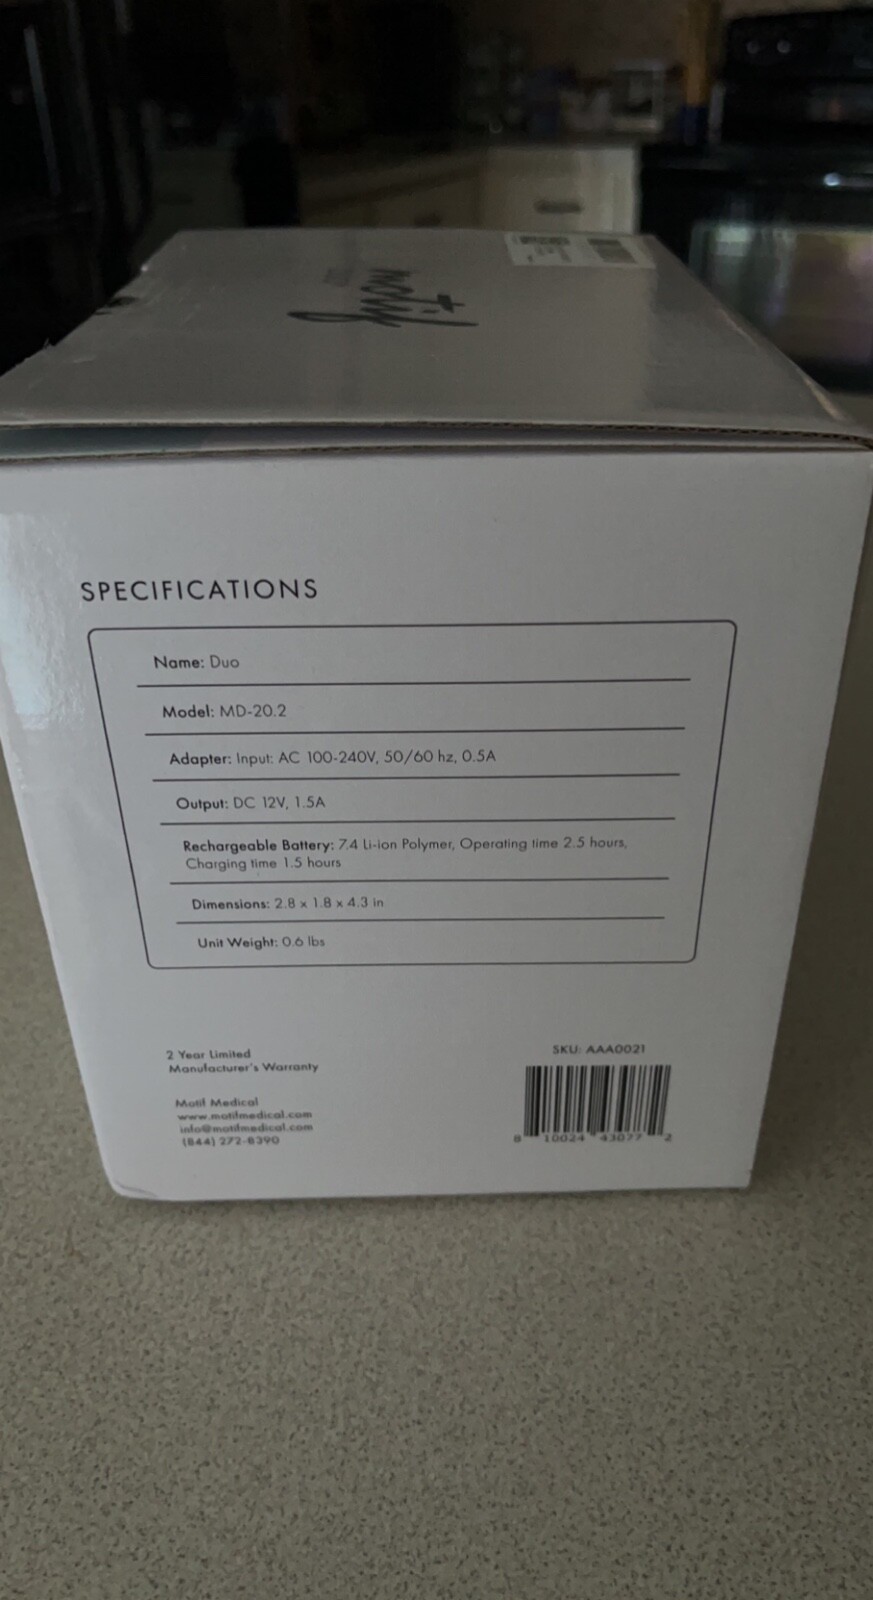 motif
SPECIFICATIONS
Name: Duo
Model: MD-20.2
Adapter: Input: AC 100-240V, 50/60 hz, 0.5A
Output: DC 12V, 1.5A
Rechargeable Battery: 7.4 Li-ion Polymer, Operating time 2.5 hours,
Charging time 1.5 hours
Dimensions: 2.8 x 1.8 x 4.3 in
Unit Weight: 0.6 lbs
2 Year Limited
Manufacturer's Warranty
Motif Medical
www.motifmedical.com
info@motifmedical.com
(844) 272-8390
SKU: AAA0021
8 10024 43077 2